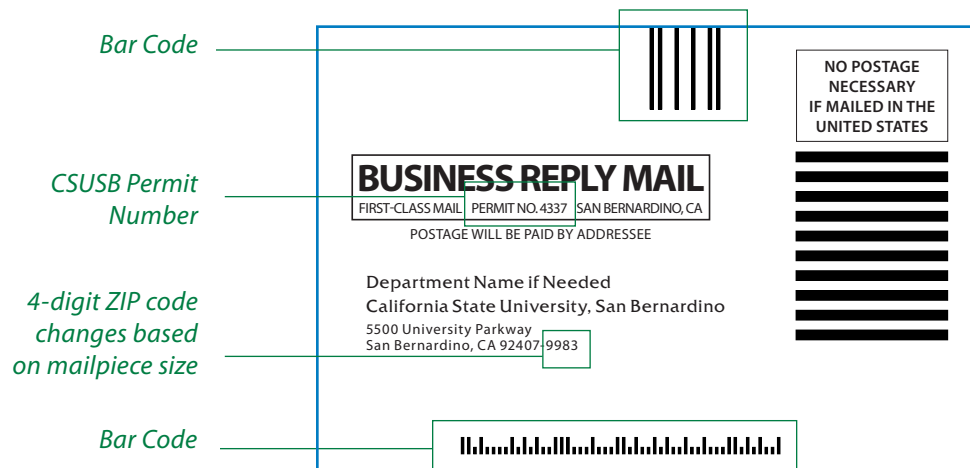 Bar Code
NO POSTAGE
NECESSARY
IF MAILED IN THE
UNITED STATES
CSUSB Permit
Number
BUSINESS REPLY MAIL
FIRST-CLASS MAIL PERMIT NO. 4337 SAN BERNARDINO, CA
POSTAGE WILL BE PAID BY ADDRESSEE
4-digit ZIP code
changes based
on mailpiece size
Department Name if Needed
California State University, San Bernardino
5500 University Parkway
San Bernardino, CA 92407-9983
Bar Code